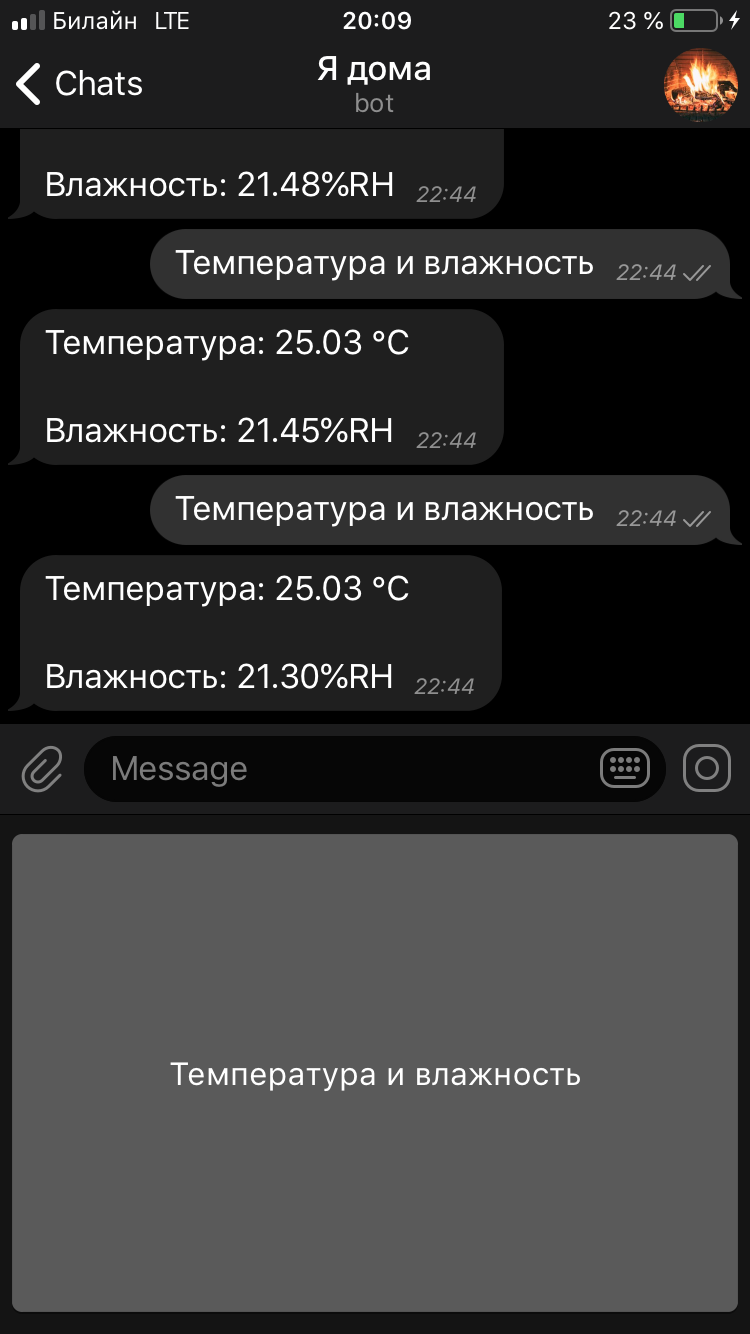 Билайн LTE 20:09 23 %
Chats Я дома
bot
Влажность: 21.48%RH 22:44
Температура и влажность 22:44
Температура: 25.03 °C
Влажность: 21.45%RH 22:44
Температура и влажность 22:44
Температура: 25.03 °C
Влажность: 21.30%RH 22:44
Message
Температура и влажность